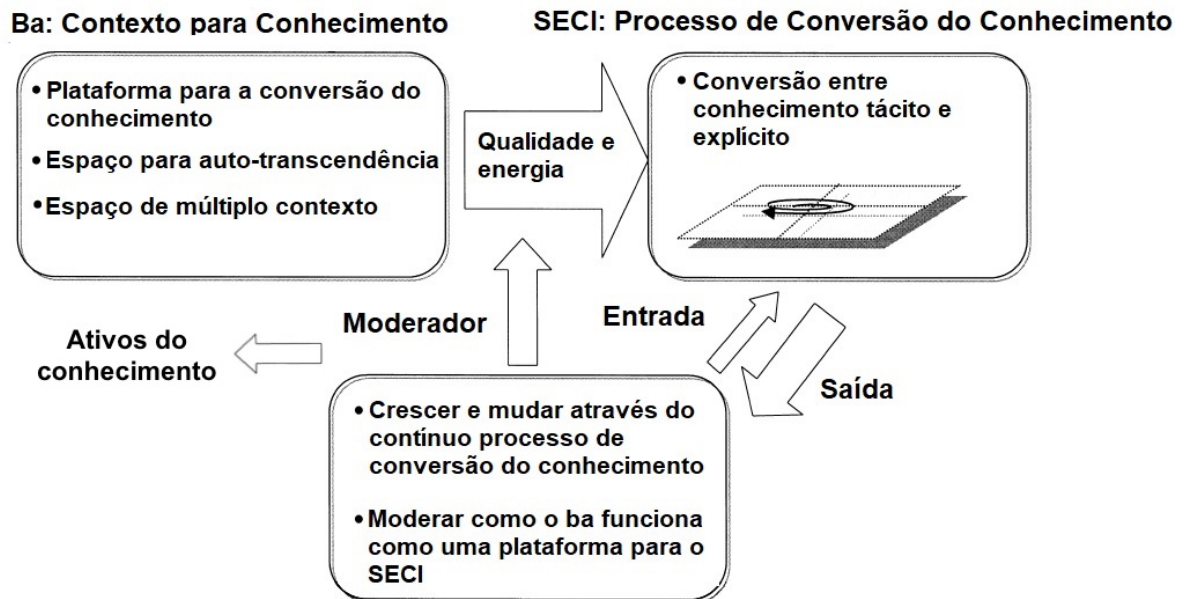 Ba: Contexto para Conhecimento
SECI: Processo de Conversão do Conhecimento
• Plataforma para a conversão do
conhecimento
• Espaço para auto-transcendência
• Espaço de múltiplo contexto
Qualidade e
energia
• Conversão entre
conhecimento tácito e
explícito
Ativos do
conhecimento
Moderador
Entrada
Saída
• Crescer e mudar através do
contínuo processo de
conversão do conhecimento
• Moderar como o ba funciona
como uma plataforma para o
SECI